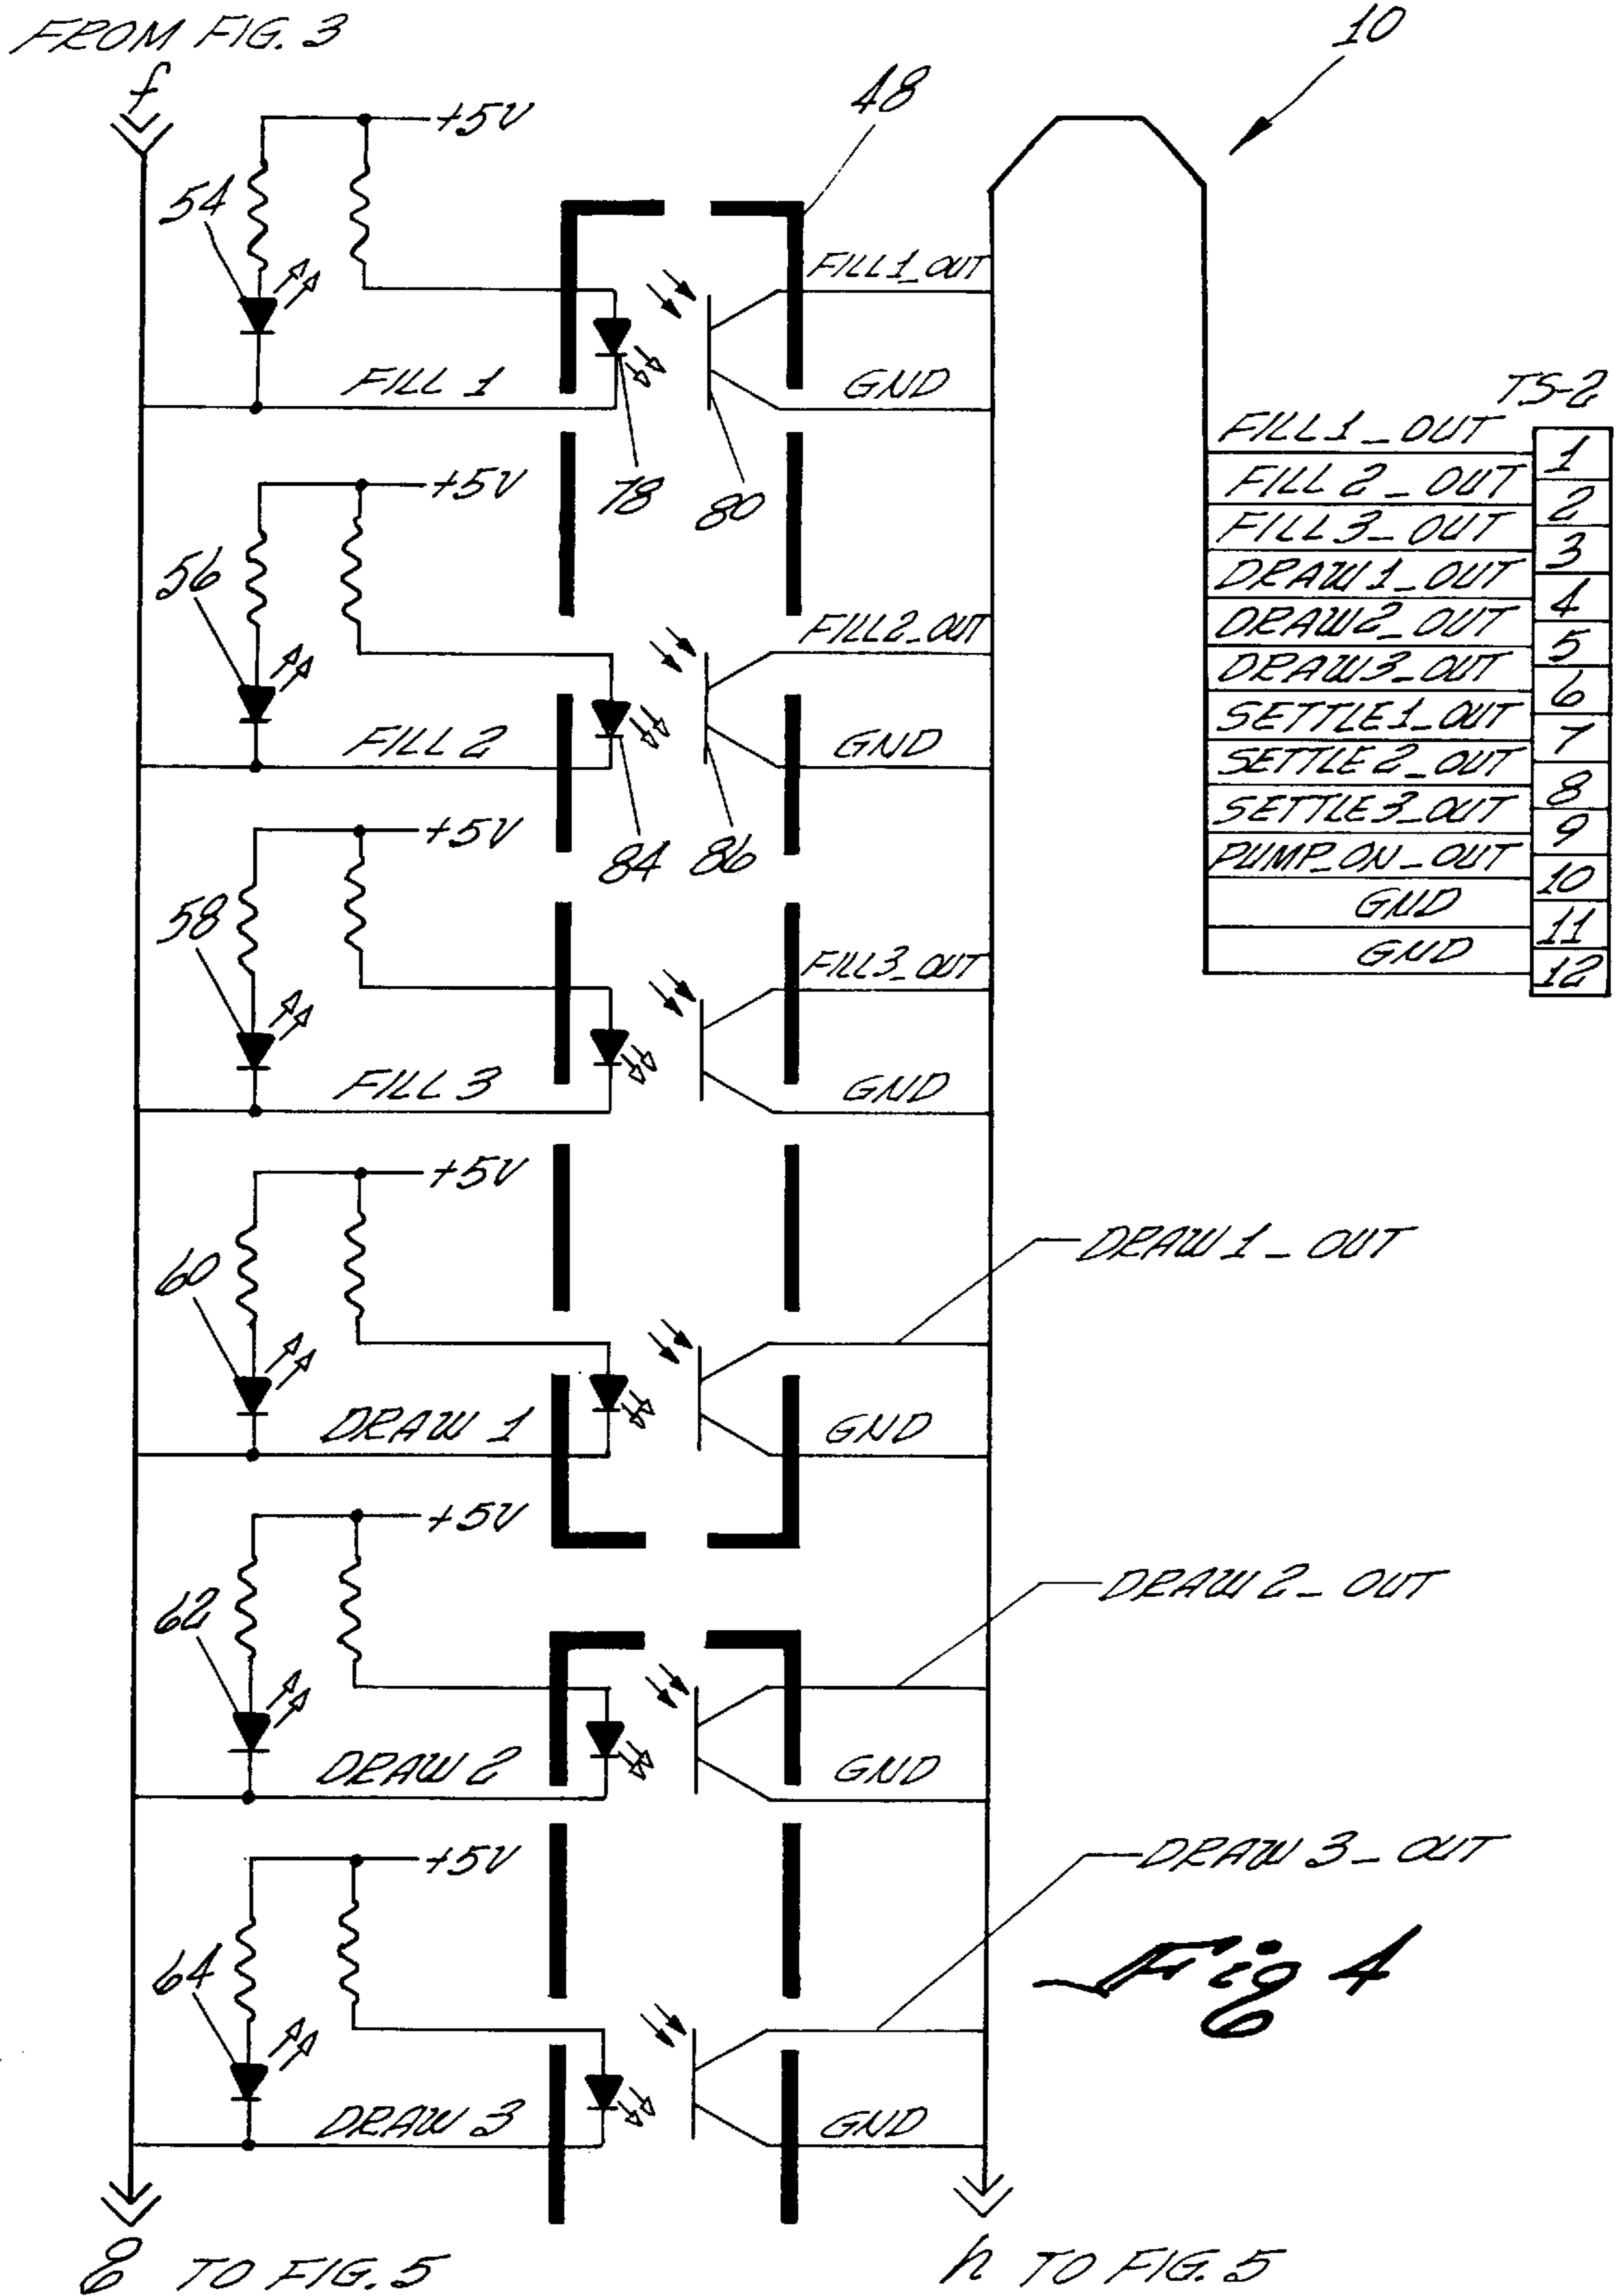 FROM FIG. 3
10
f
48
+5V
54
FILL1_OUT
FILL 1
GND
TS-2
FILL1_OUT 1
78
80
+5V
FILL 2_OUT 2
FILL3_OUT 3
56
DRAW1_OUT 4
DRAW2_OUT 5
FILL2_OUT
DRAW3_OUT 6
SETTLE1_OUT 7
FILL 2
GND
SETTLE2_OUT 8
SETTLE3_OUT 9
+5V
84
86
PUMP_ON_OUT 10
GND 11
58
GND 12
FILL3_OUT
FILL 3
GND
+5V
DRAW 1_OUT
60
DRAW 1
GND
+5V
DRAW 2_OUT
62
DRAW 2
GND
+5V
DRAW 3_OUT
64
Fig 4
DRAW 3
GND
g TO FIG. 5
h TO FIG. 5